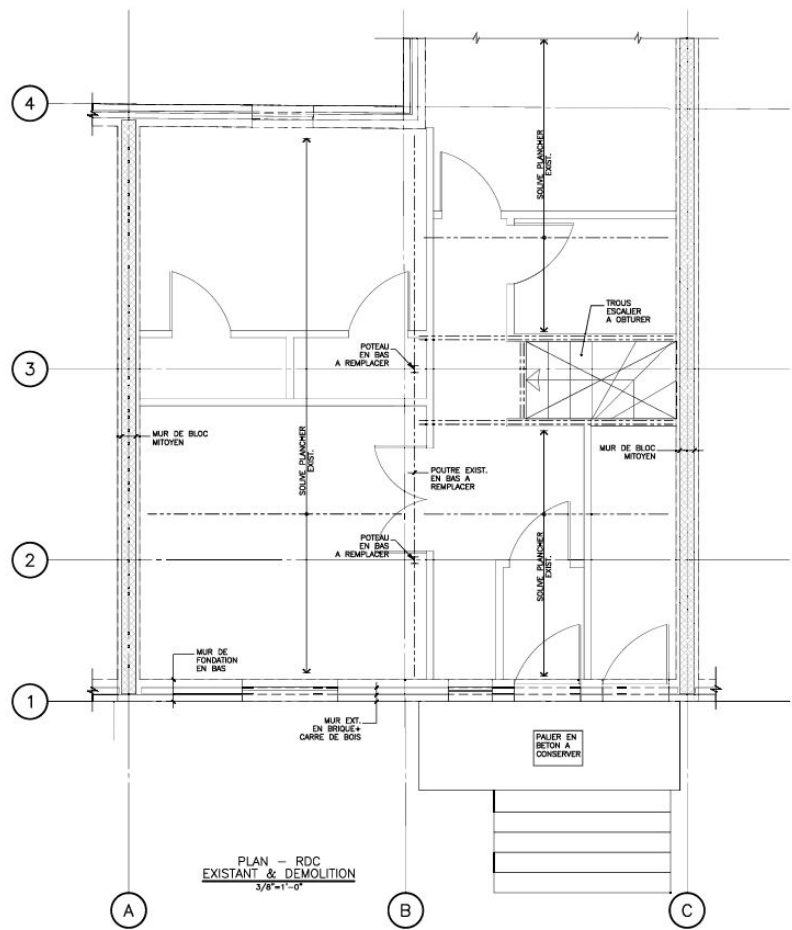 4
SOLIVE PLANCHER
EXIST.
SOLIVE PLANCHER
EXIST.
TROUS
ESCALIER
A OBTURER
POTEAU
EN BAS
A REMPLACER
3
MUR DE BLOC
MITOYEN
MUR DE BLOC
MITOYEN
POUTRE EXIST.
EN BAS A
REMPLACER
SOLIVE PLANCHER
EXIST.
POTEAU
EN BAS
A REMPLACER
2
MUR DE
FONDATION
EN BAS
1
MUR EXT.
EN BRIQUE+
CARRE DE BOIS
PALIER EN
BETON A
CONSERVER
PLAN - RDC
EXISTANT & DEMOLITION
3/8"=1'-0"
A
B
C